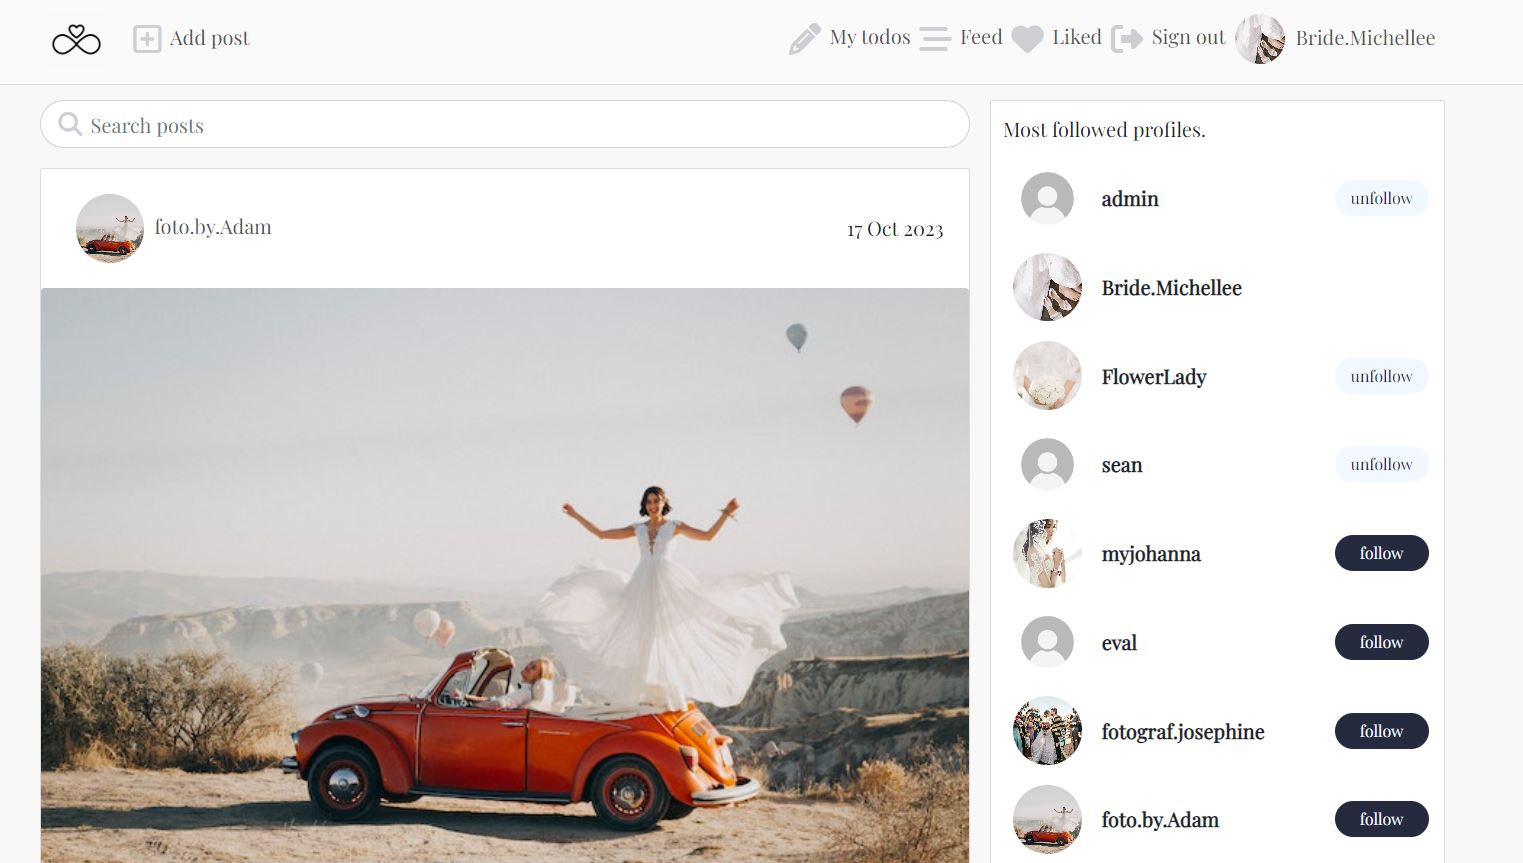 Add post
My todos
Feed
Liked
Sign out
Bride.Michellee
Search posts
foto.by.Adam
17 Oct 2023
Most followed profiles.
admin
unfollow
Bride.Michellee
FlowerLady
unfollow
sean
unfollow
myjohanna
follow
eval
follow
fotograf.josephine
follow
foto.by.Adam
follow